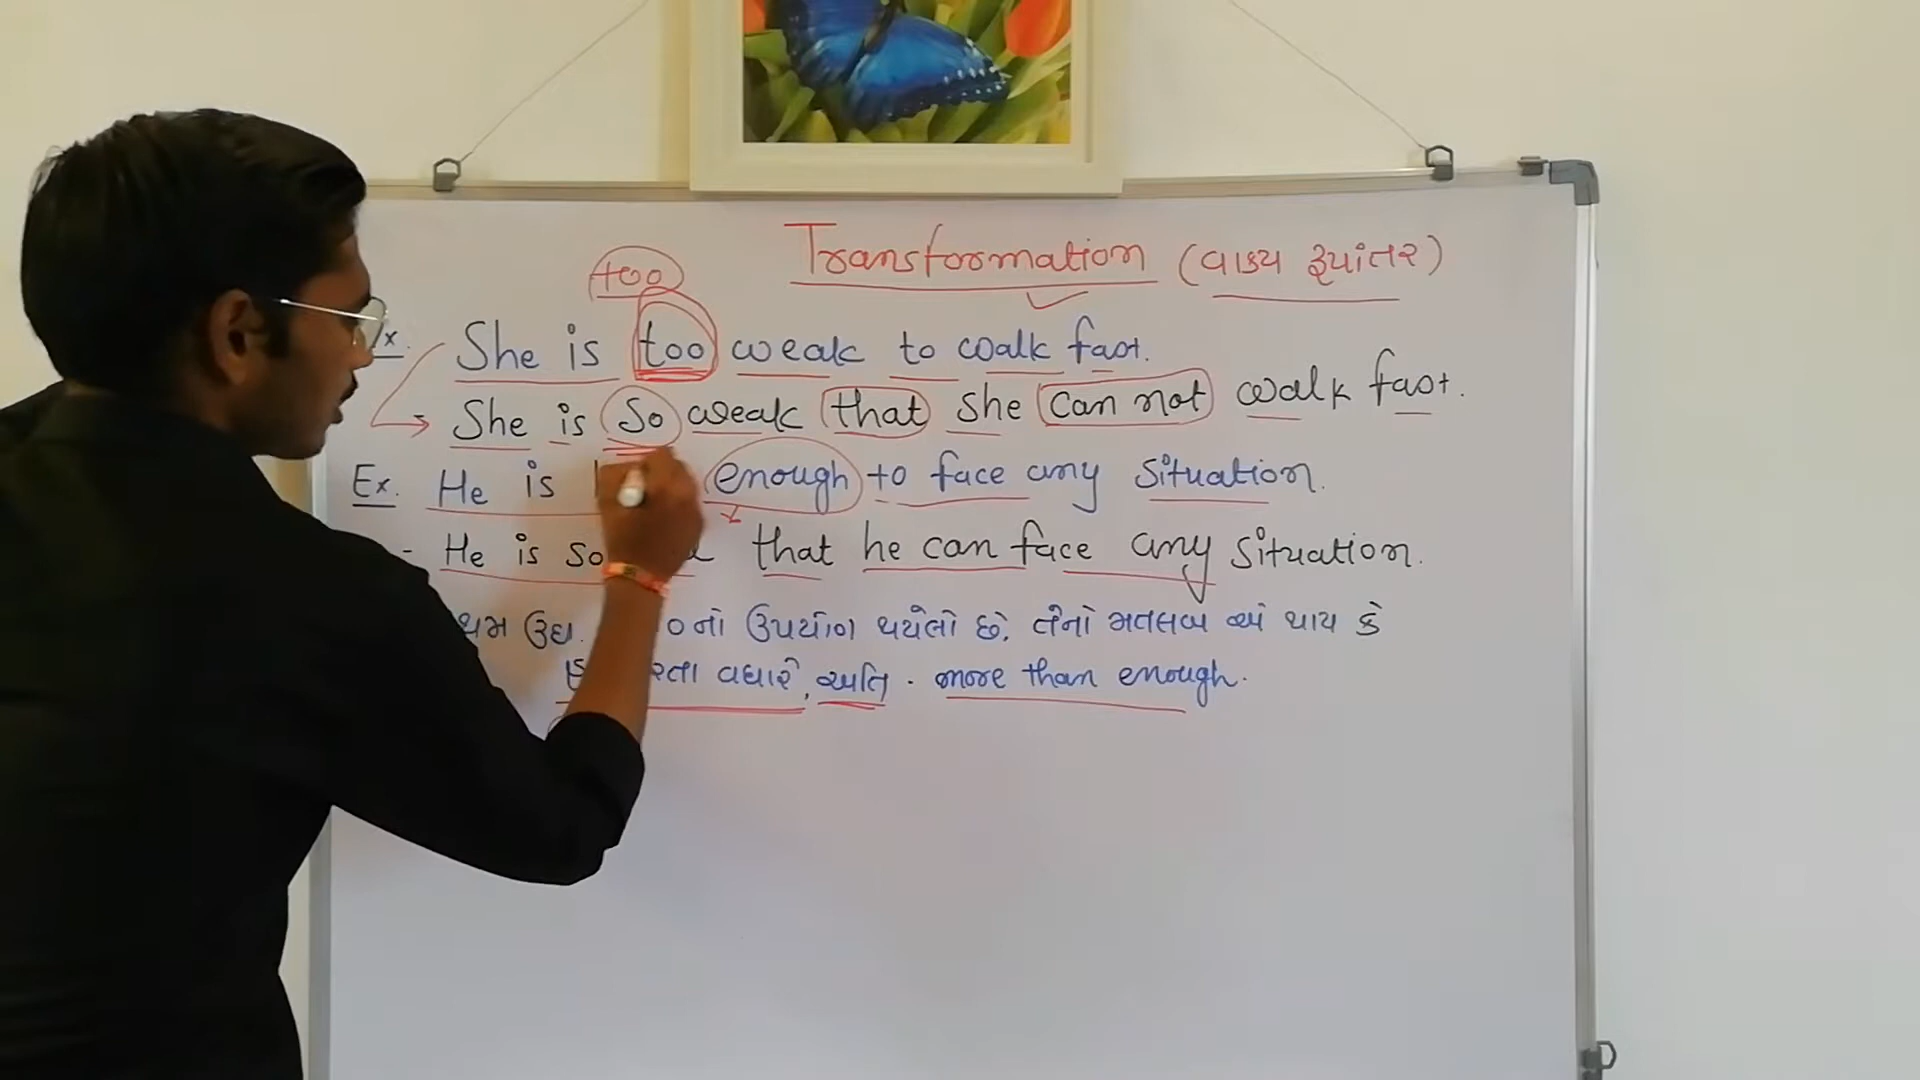 too
Transformation (વાક્ય રૂપાંતર)
She is too weak to walk fast.
She is so weak that she can not walk fast.
Ex. He is enough to face any situation.
- He is so that he can face any situation.
ઉદા. નો ઉપયોગ થયેલો છે. તેનો મતલબ એ થાય કે
કરતા વધારે, અતિ. more than enough.